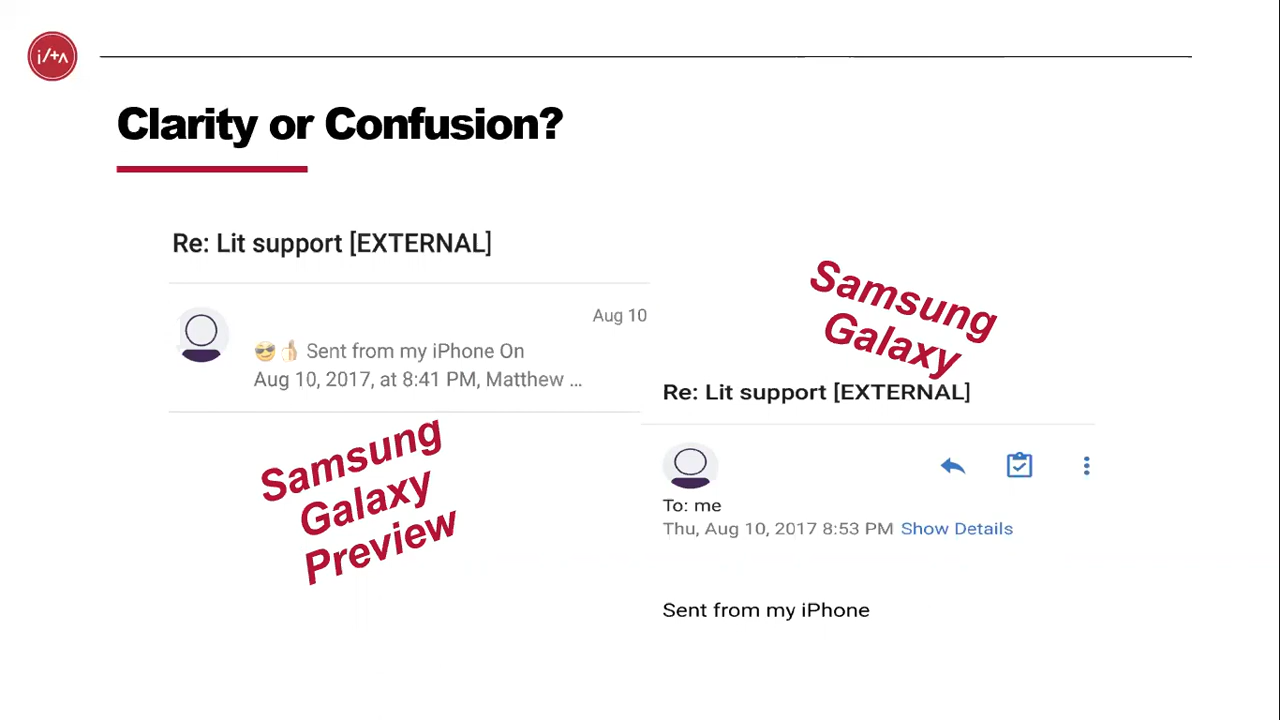 i/+ʌ
Clarity or Confusion?
Re: Lit support [EXTERNAL]
Aug 10
😎👍 Sent from my iPhone On
Aug 10, 2017, at 8:41 PM, Matthew ...
Samsung
Galaxy
Preview
Samsung
Galaxy
Re: Lit support [EXTERNAL]
To: me
Thu, Aug 10, 2017 8:53 PM Show Details
Sent from my iPhone